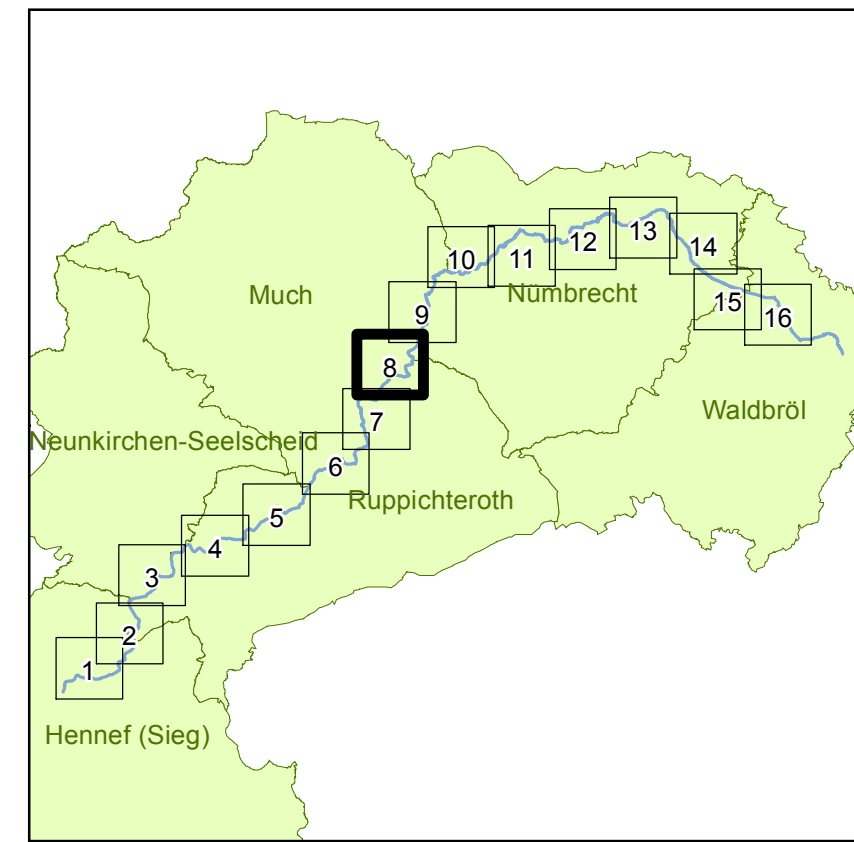 13
12
14
10
11
Much
Nümbrecht
15
9
16
8
Waldbröl
7
Neunkirchen-Seelscheid
6
Ruppichteroth
5
4
3
2
1
Hennef (Sieg)